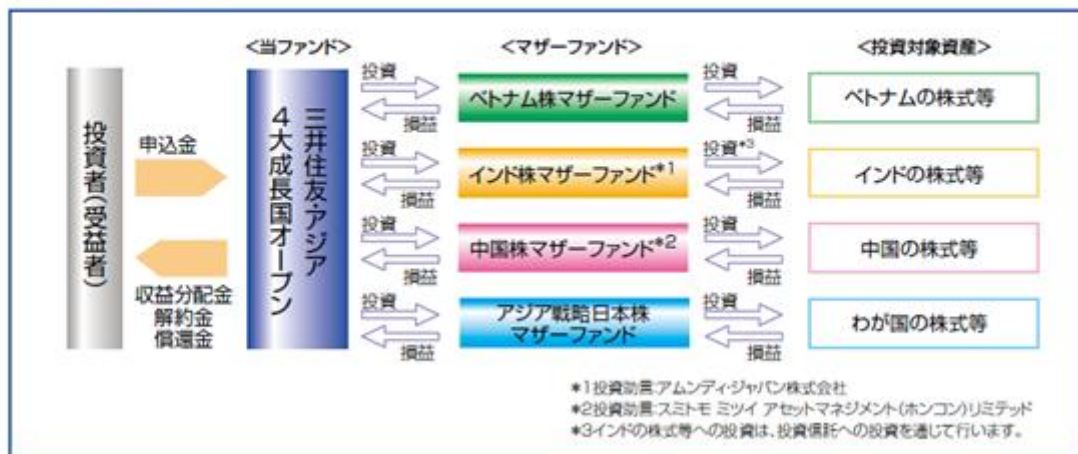 <当ファンド>
<マザーファンド>
<投資対象資産>
投資者(受益者)
申込金
収益分配金
解約金
償還金
三井住友・アジア
4大成長国オープン
投資
損益
ベトナム株マザーファンド
投資
損益
ベトナムの株式等
投資
損益
インド株マザーファンド*1
投資*3
損益
インドの株式等
投資
損益
中国株マザーファンド*2
投資
損益
中国の株式等
投資
損益
アジア戦略日本株
マザーファンド
投資
損益
わが国の株式等
*1投資助言:アムンディ・ジャパン株式会社
*2投資助言:スミトモ ミツイ アセットマネジメント(ホンコン)リミテッド
*3インドの株式等への投資は、投資信託への投資を通じて行います。